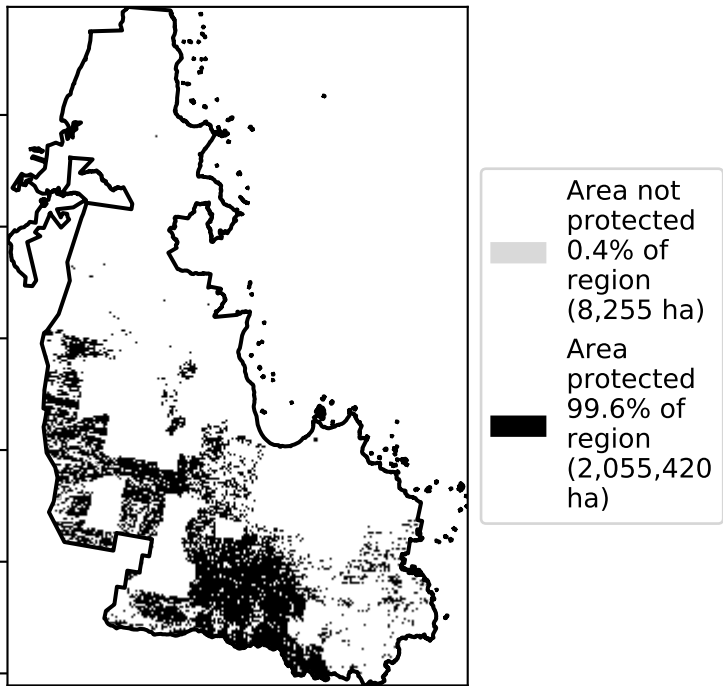 Area not
protected
0.4% of
region
(8,255 ha)
Area
protected
99.6% of
region
(2,055,420
ha)